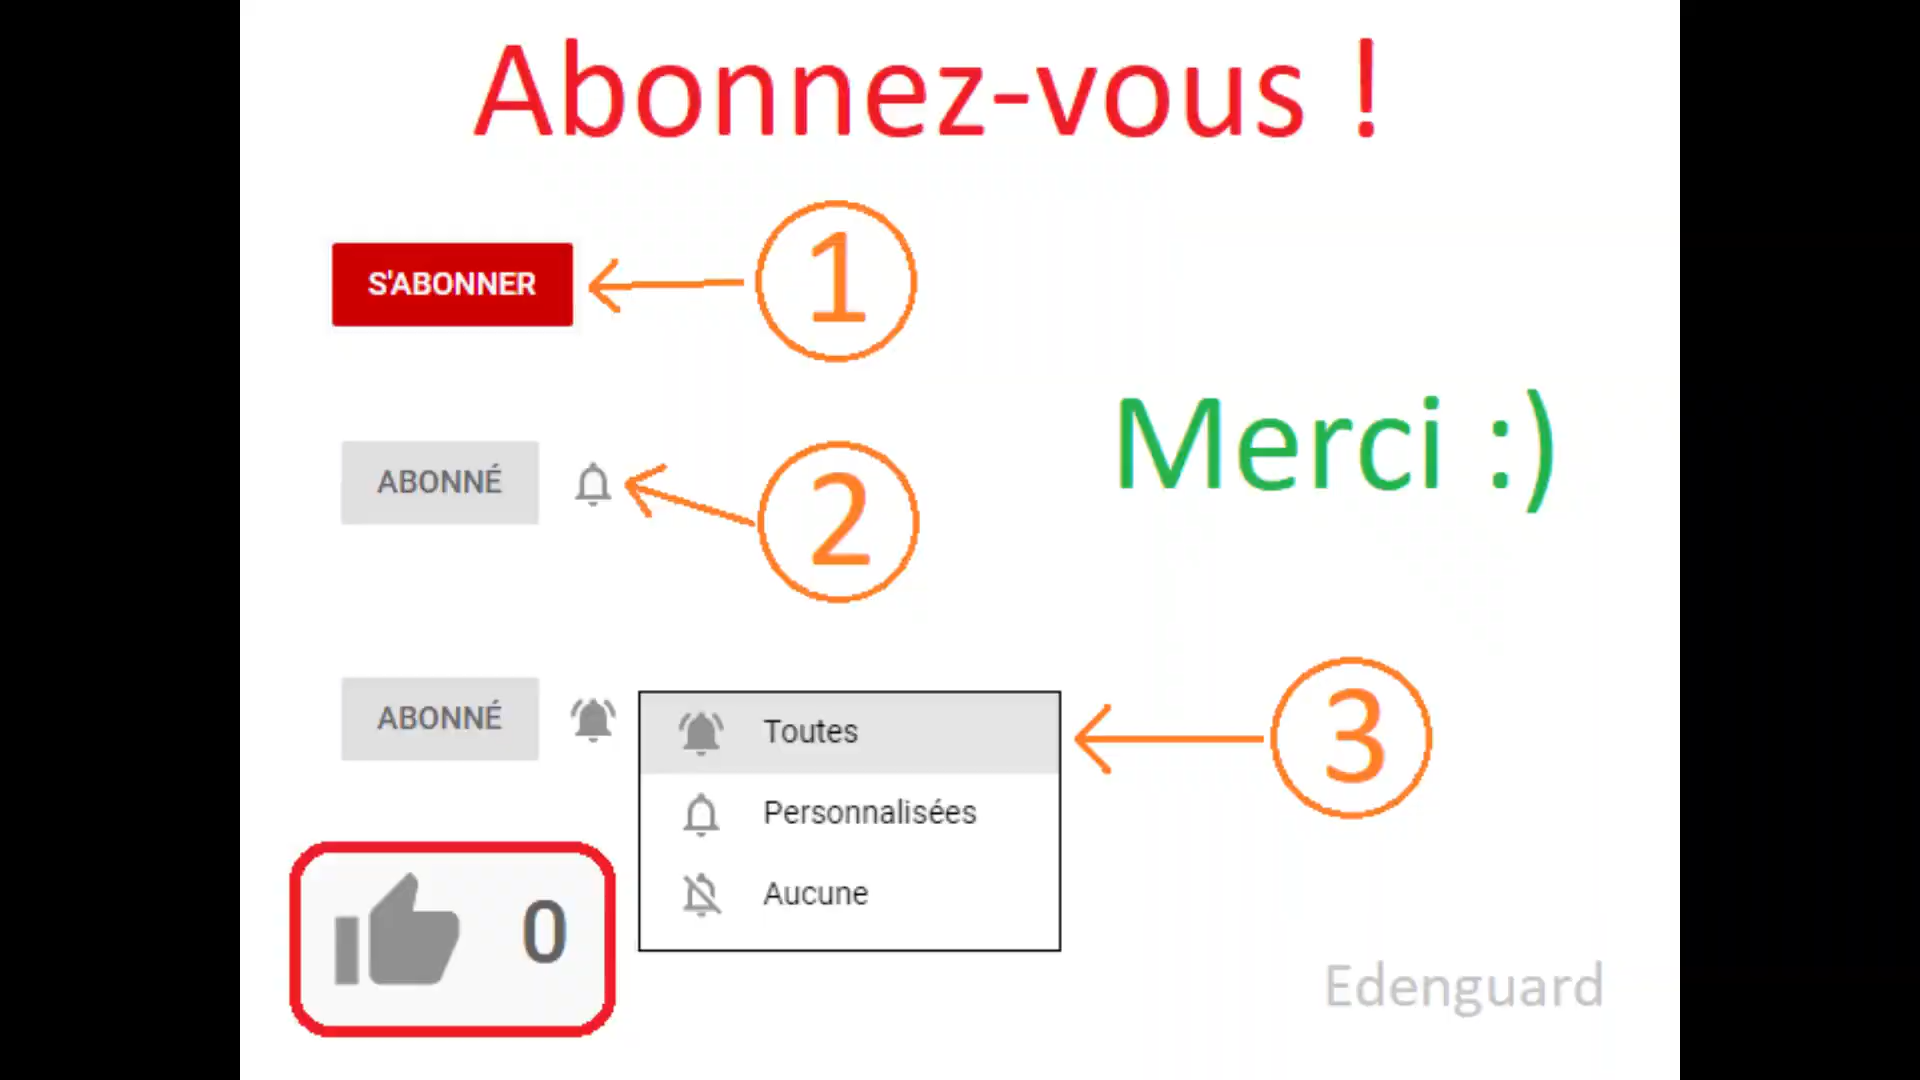 Abonnez-vous !
S'ABONNER
1
ABONNÉ
2
Merci :)
ABONNÉ
Toutes
3
Personnalisées
Aucune
0
Edenguard